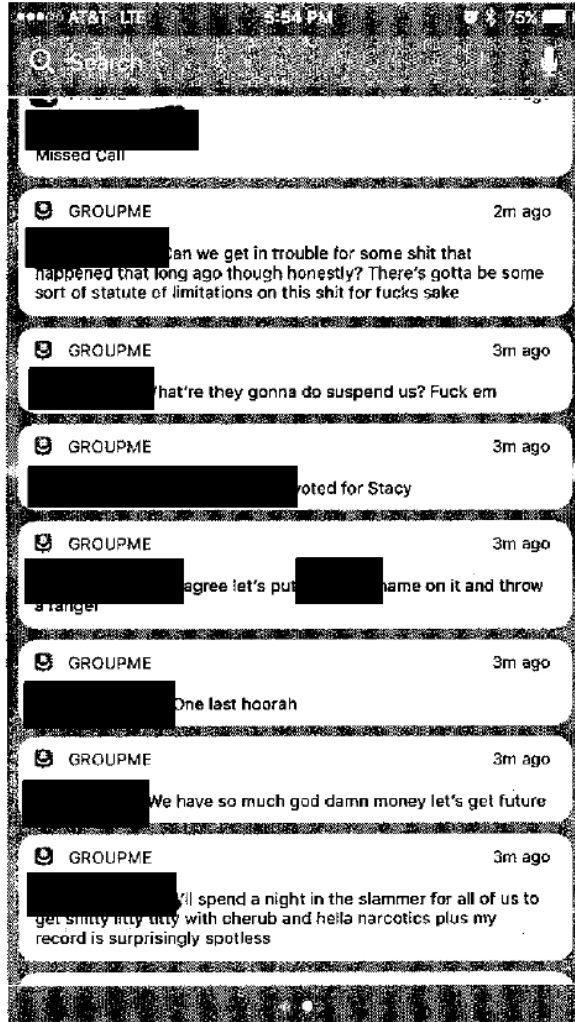 AT&T LTE 5:54 PM 75%
Search
ago
Missed Call
GROUPME 2m ago
Can we get in trouble for some shit that
happened that long ago though honestly? There's gotta be some
sort of statute of limitations on this shit for fucks sake
GROUPME 3m ago
hat're they gonna do suspend us? Fuck em
GROUPME 3m ago
voted for Stacy
GROUPME 3m ago
agree let's put ame on it and throw
a ranger
GROUPME 3m ago
One last hoorah
GROUPME 3m ago
We have so much god damn money let's get future
GROUPME 3m ago
'll spend a night in the slammer for all of us to
get shitty litty titty with cherub and hella narcotics plus my
record is surprisingly spotless